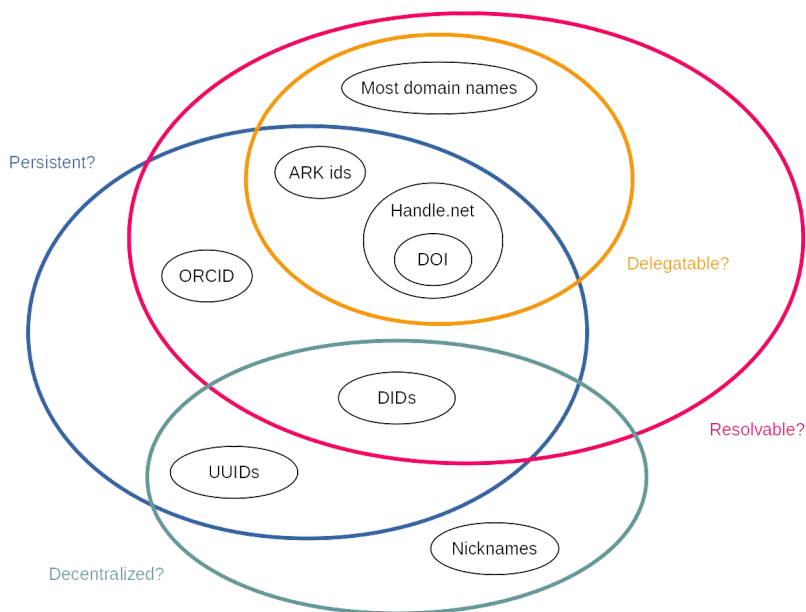 Most domain names
Persistent?
ARK ids
Handle.net
DOI
Delegatable?
ORCID
DIDs
Resolvable?
UUIDs
Nicknames
Decentralized?